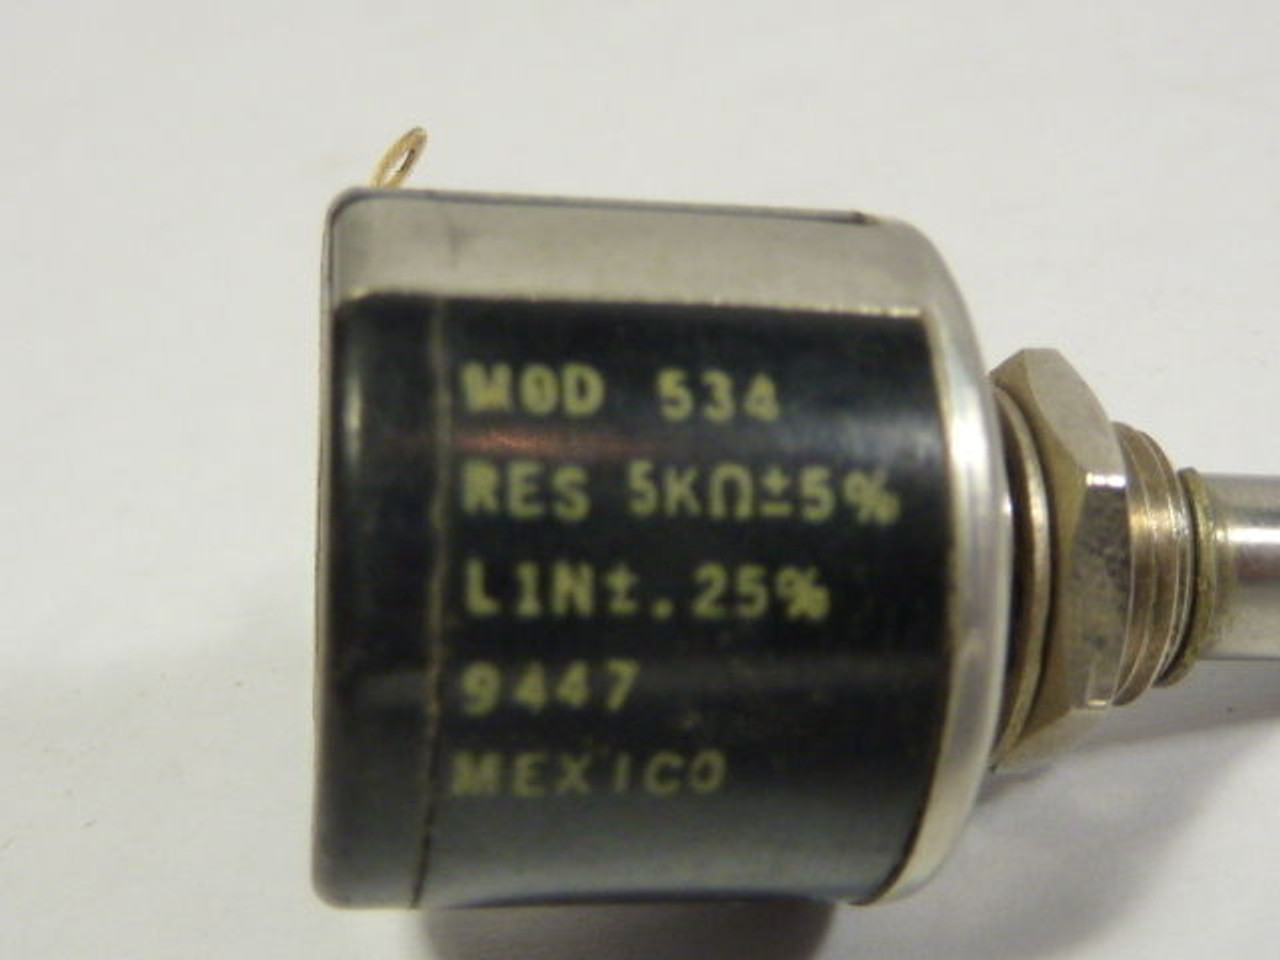 MOD 534
RES 5KΩ±5%
LIN±.25%
9447
MEXICO